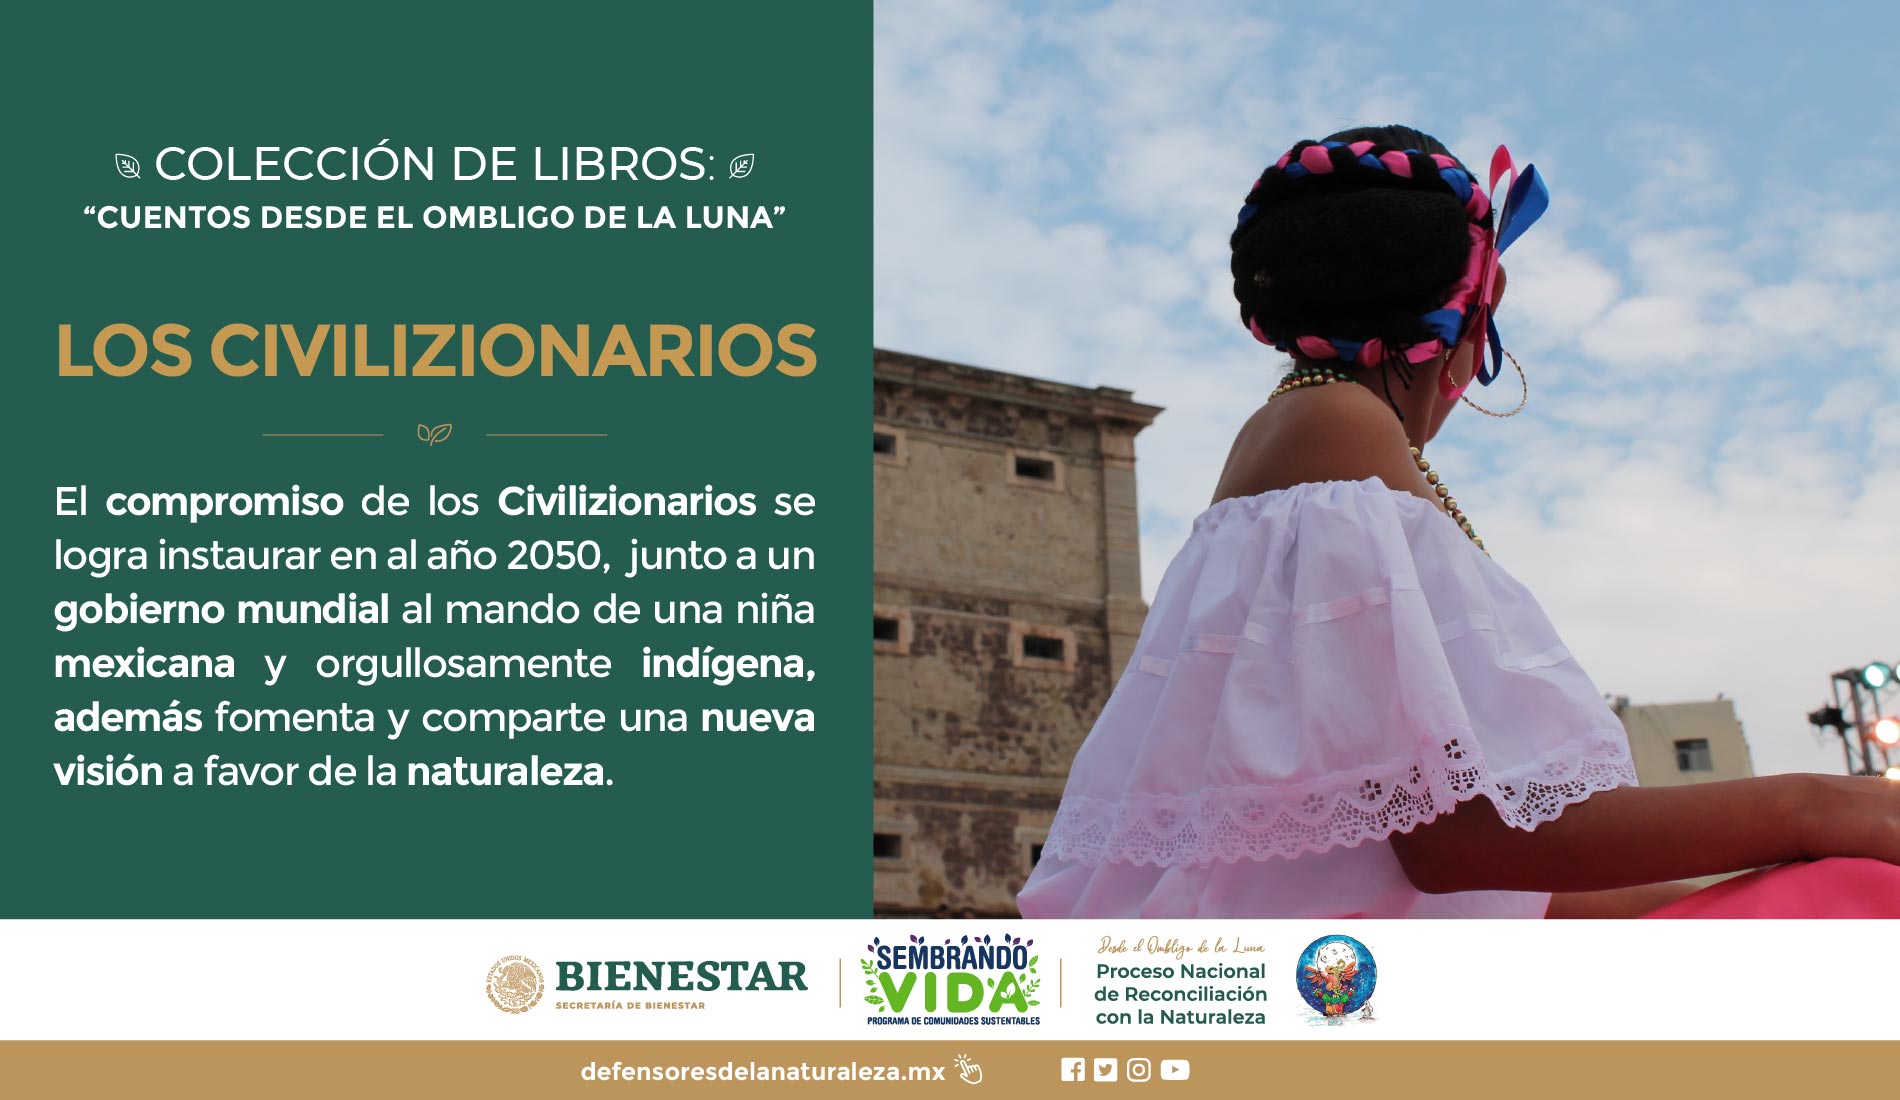 COLECCIÓN DE LIBROS:
“CUENTOS DESDE EL OMBLIGO DE LA LUNA”
LOS CIVILIZIONARIOS
El compromiso de los Civilizionarios se
logra instaurar en al año 2050, junto a un
gobierno mundial al mando de una niña
mexicana y orgullosamente indígena,
además fomenta y comparte una nueva
visión a favor de la naturaleza.
ESTADOS UNIDOS MEXICANOS
BIENESTAR
SECRETARÍA DE BIENESTAR
SEMBRANDO
VIDA
PROGRAMA DE COMUNIDADES SUSTENTABLES
Desde el Ombligo de la Luna
Proceso Nacional
de Reconciliación
con la Naturaleza
defensoresdelanaturaleza.mx